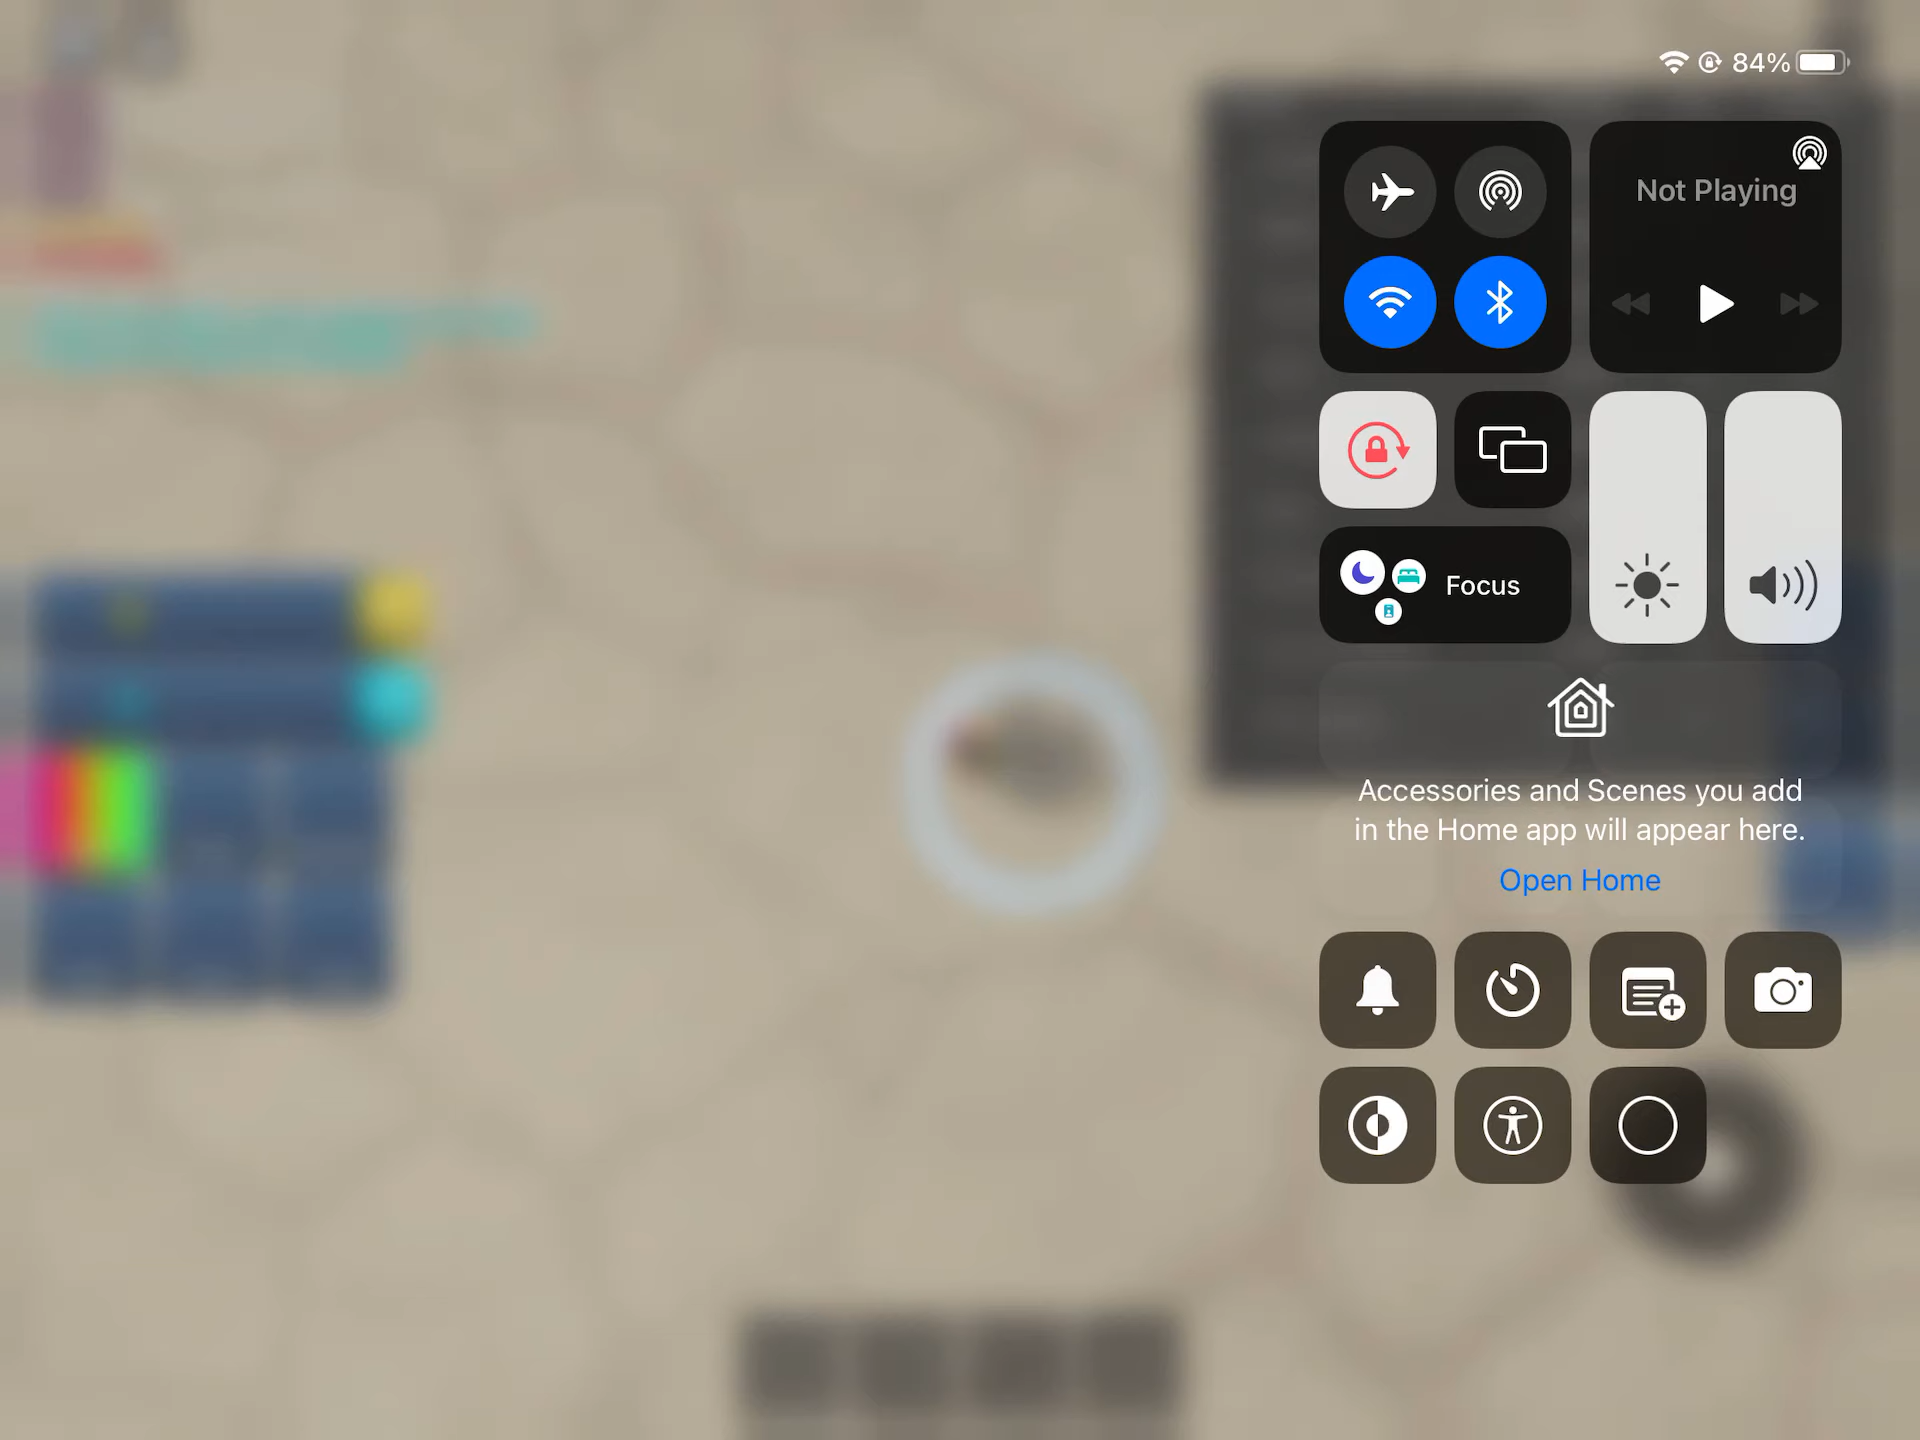 84%
Not Playing
Focus
Accessories and Scenes you add
in the Home app will appear here.
Open Home